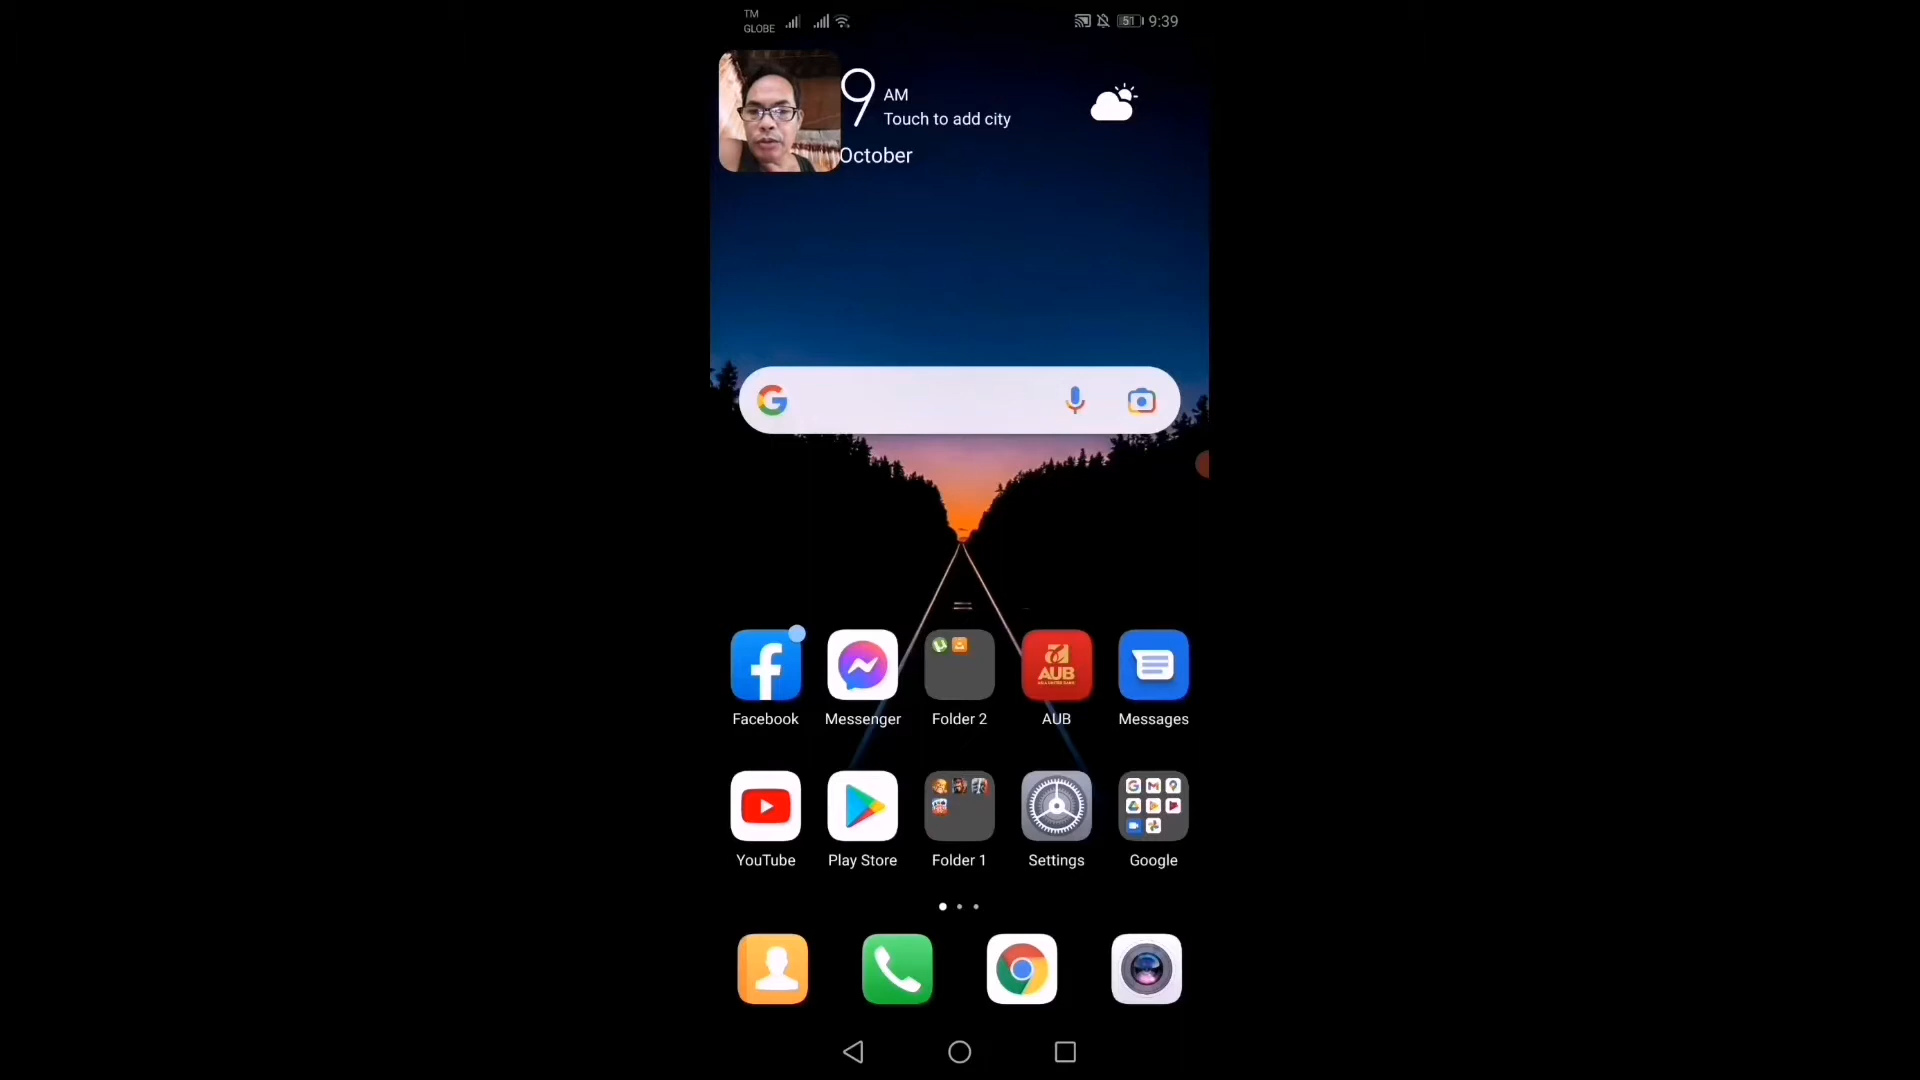 TM
GLOBE
51
9:39
9 AM
Touch to add city
October
AUB
Facebook
Messenger
Folder 2
AUB
Messages
YouTube
Play Store
Folder 1
Settings
Google